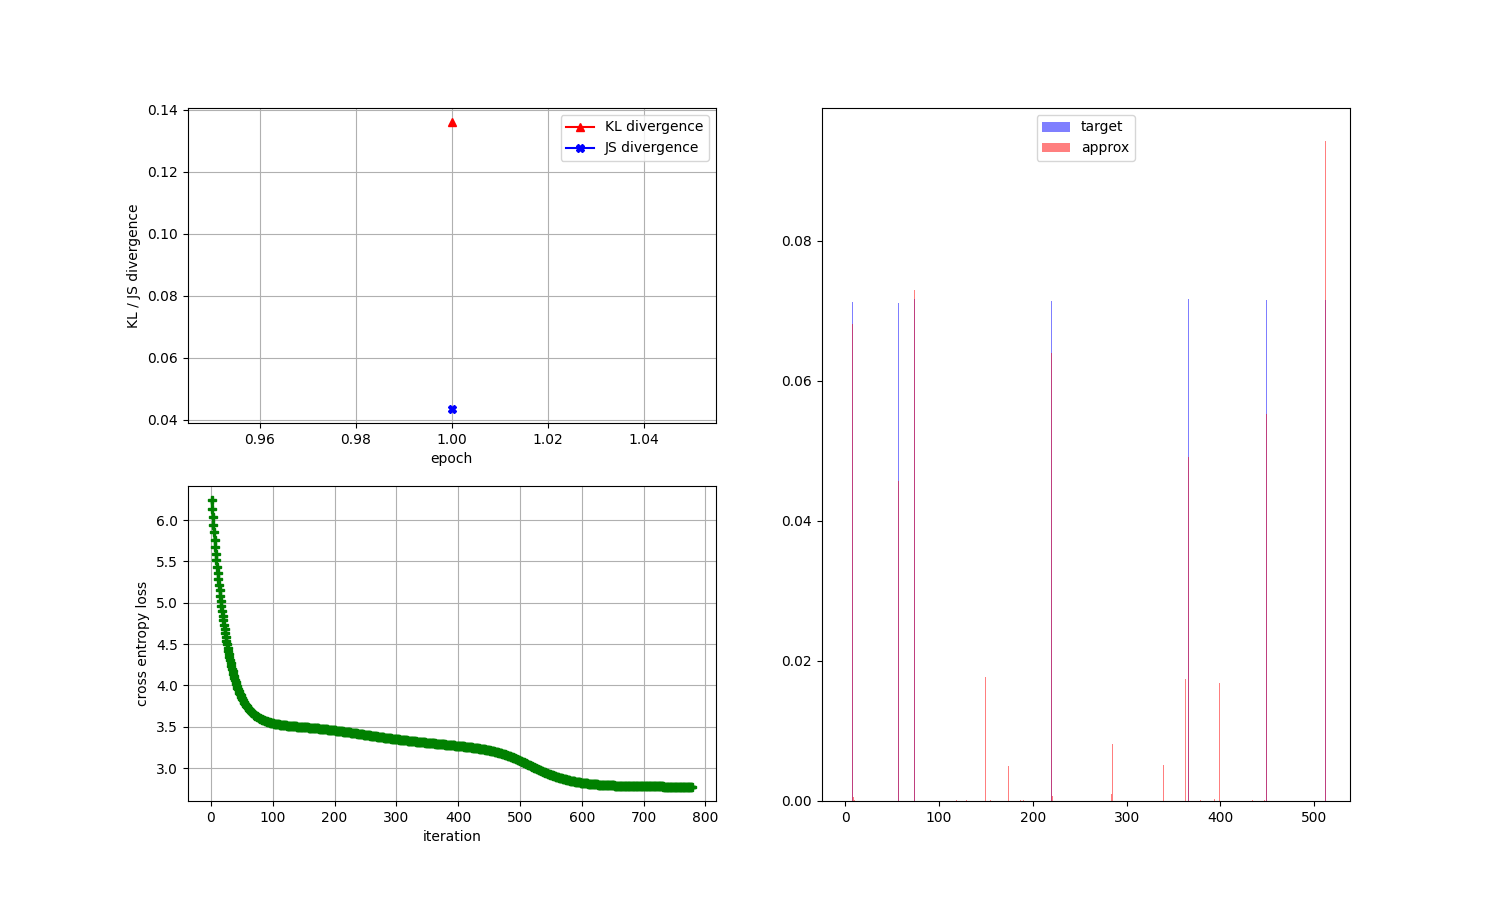 0.14
0.12
0.10
0.08
0.06
0.04
KL / JS divergence
KL divergence
JS divergence
0.96 0.98 1.00 1.02 1.04
epoch
6.0
5.5
5.0
4.5
4.0
3.5
3.0
cross entropy loss
0 100 200 300 400 500 600 700 800
iteration
target
approx
0.08
0.06
0.04
0.02
0.00
0 100 200 300 400 500